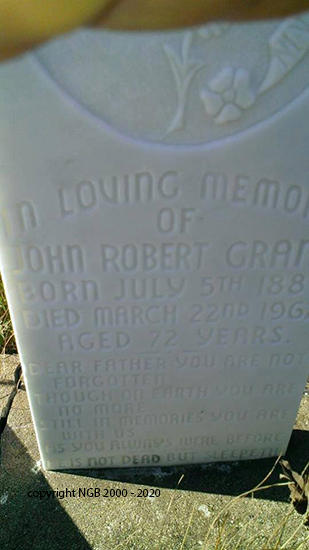 IN LOVING MEMOR
OF
JOHN ROBERT GRAN
BORN JULY 5TH 188
DIED MARCH 22ND 196
AGED 72 YEARS.
DEAR FATHER YOU ARE NOT
FORGOTTEN
THOUGH ON EARTH YOU ARE
NO MORE
STILL IN MEMORIES YOU ARE
WITH US
AS YOU ALWAYS WERE BEFORE
IS NOT DEAD BUT SLEEPETH
copyright NGB 2000 - 2020